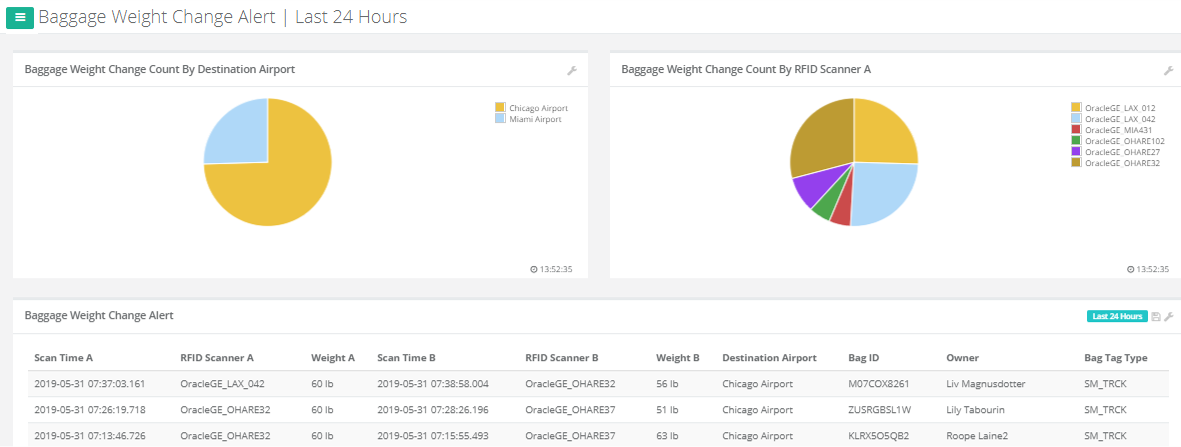 Baggage Weight Change Alert | Last 24 Hours
Baggage Weight Change Count By Destination Airport
Chicago Airport
Miami Airport
13:52:35
Baggage Weight Change Count By RFID Scanner A
OracleGE_LAX_012
OracleGE_LAX_042
OracleGE_MIA431
OracleGE_OHARE102
OracleGE_OHARE27
OracleGE_OHARE32
13:52:35
Baggage Weight Change Alert Last 24 Hours
Scan Time A RFID Scanner A Weight A Scan Time B RFID Scanner B Weight B Destination Airport Bag ID Owner Bag Tag Type
2019-05-31 07:37:03.161 OracleGE_LAX_042 60 lb 2019-05-31 07:38:58.004 OracleGE_OHARE32 56 lb Chicago Airport M07COX8261 Liv Magnusdotter SM_TRCK
2019-05-31 07:26:19.718 OracleGE_OHARE32 60 lb 2019-05-31 07:28:26.196 OracleGE_OHARE37 51 lb Chicago Airport ZUSRGBSL1W Lily Tabourin SM_TRCK
2019-05-31 07:13:46.726 OracleGE_OHARE32 60 lb 2019-05-31 07:15:55.493 OracleGE_OHARE37 63 lb Chicago Airport KLRX5O5QB2 Roope Laine2 SM_TRCK